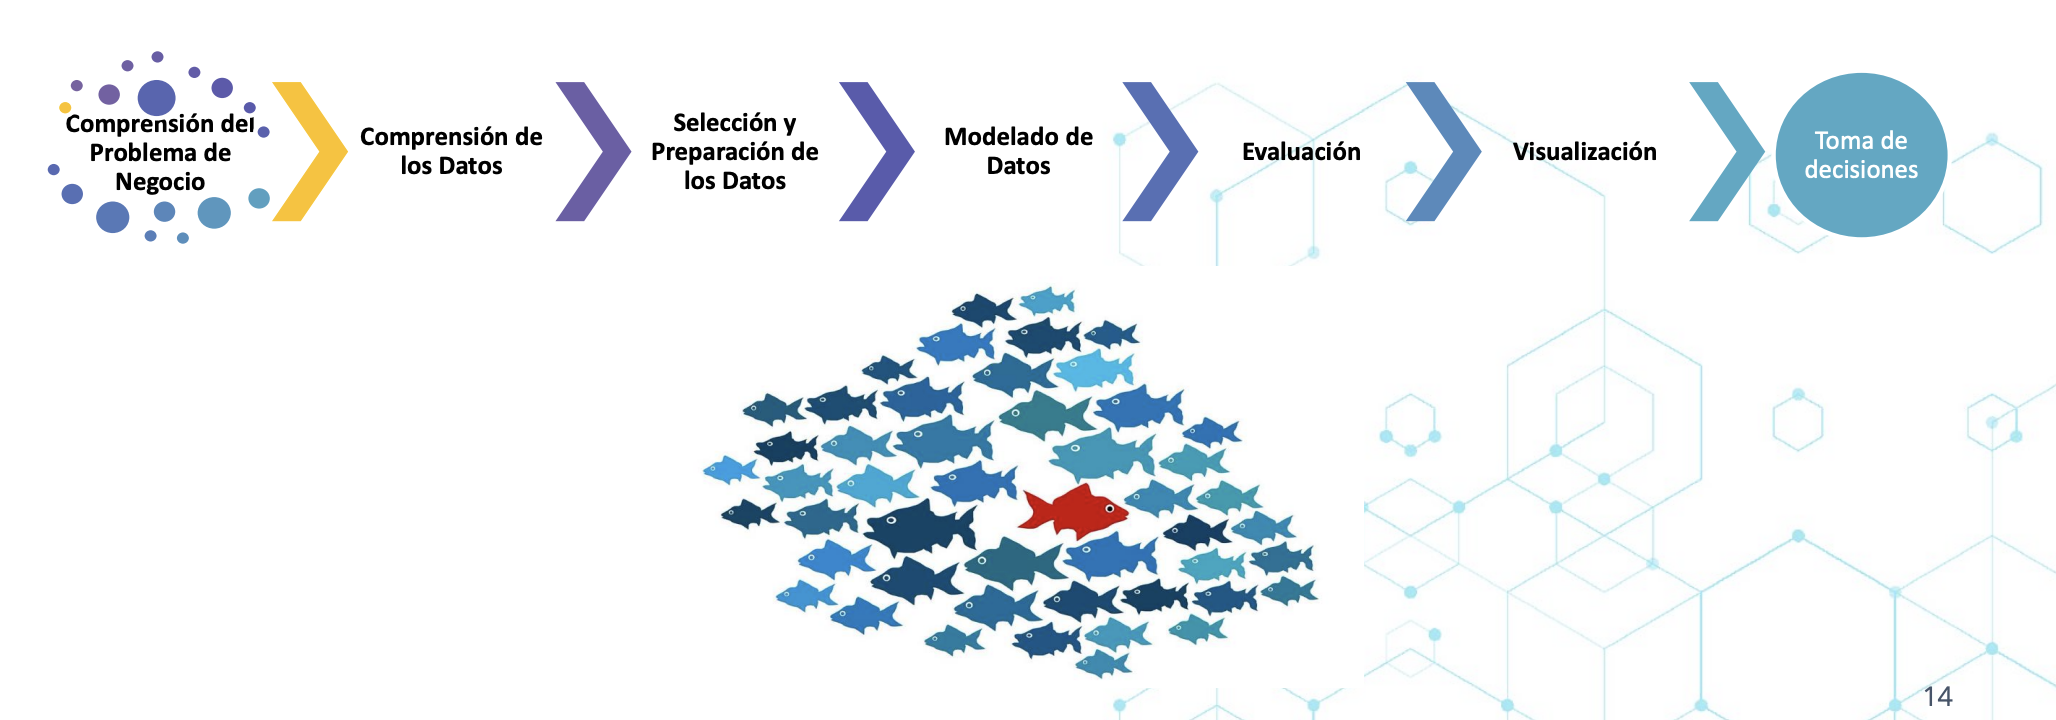 Comprensión del
Problema de
Negocio
Comprensión de
los Datos
Selección y
Preparación de
los Datos
Modelado de
Datos
Evaluación
Visualización
Toma de
decisiones
14